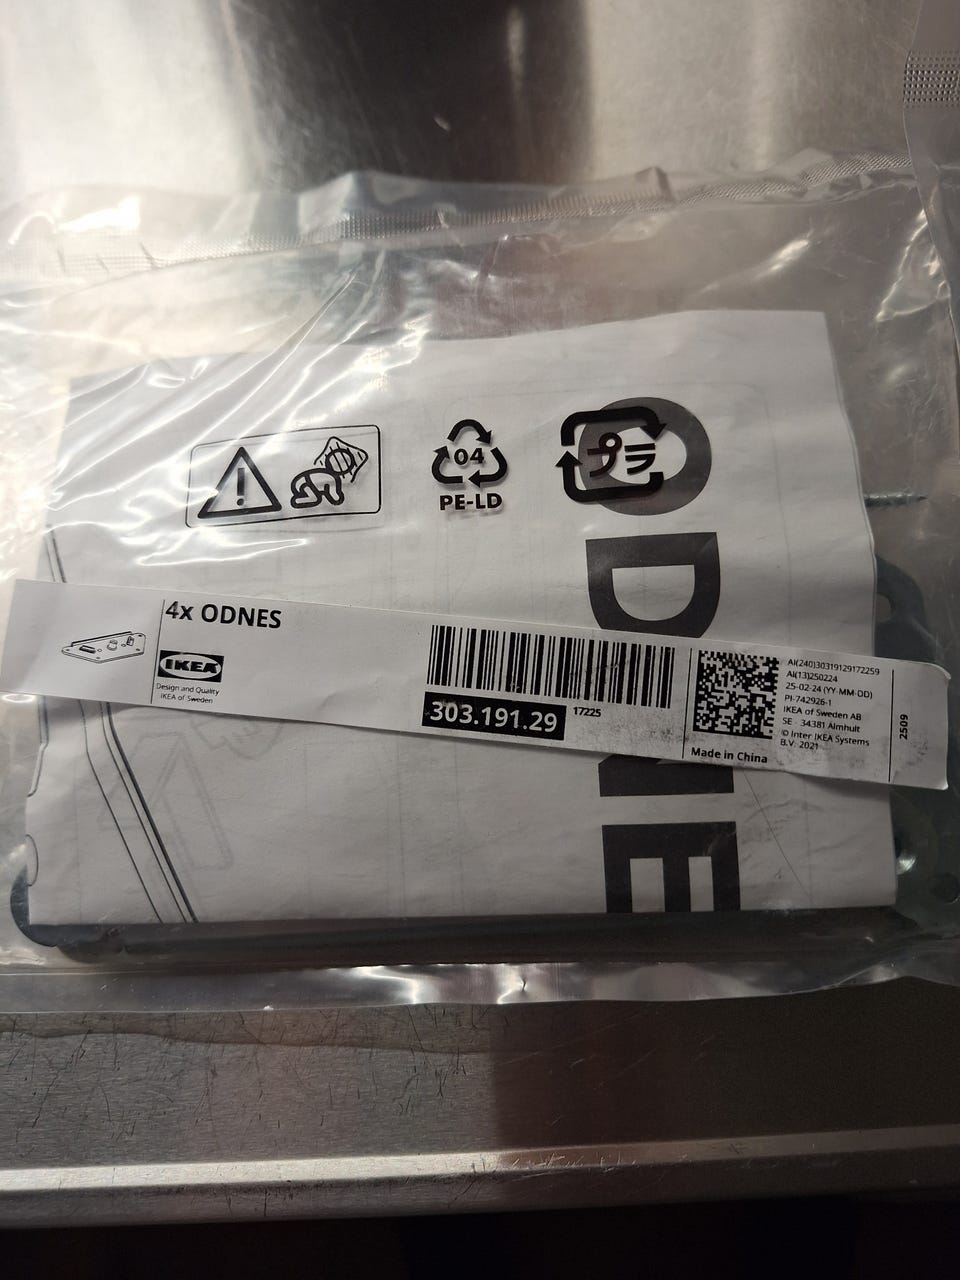 04
PE-LD
プラ
ODNE
4x ODNES
IKEA
Design and Quality
IKEA of Sweden
303.191.29
17225
Made in China
AI(240)30319129172259
AI(13)250224
25-02-24 (YY-MM-DD)
PI-742926-1
IKEA of Sweden AB
SE - 34381 Älmhult
© Inter IKEA Systems
B.V. 2021
2509